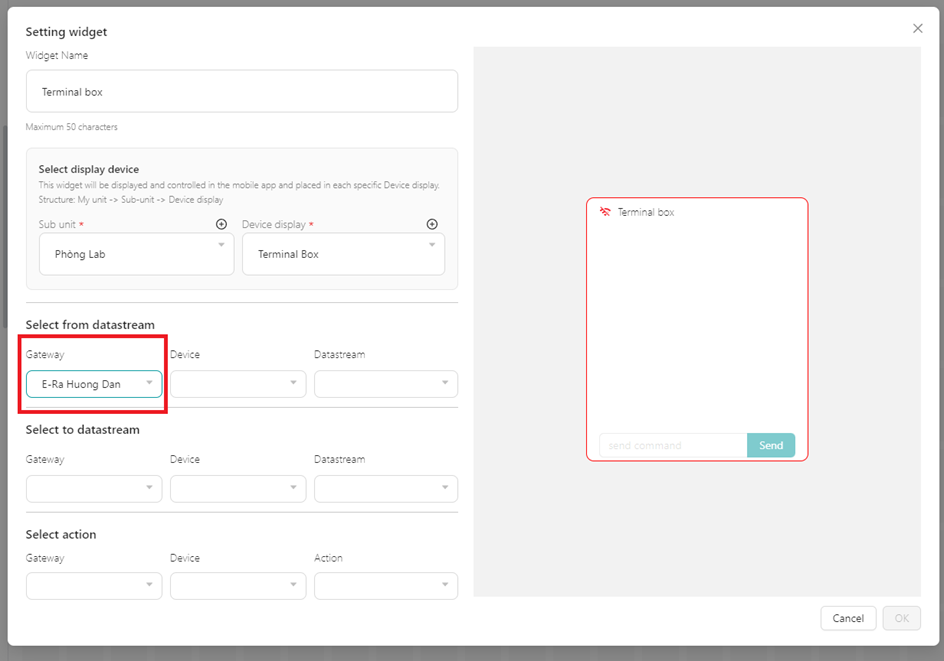 Setting widget
Widget Name
Terminal box
Maximum 50 characters
Select display device
This widget will be displayed and controlled in the mobile app and placed in each specific Device display.
Structure: My unit -> Sub-unit -> Device display
Sub unit * Device display *
Phòng Lab Terminal Box
Select from datastream
Gateway Device Datastream
E-Ra Huong Dan
Select to datastream
Gateway Device Datastream
Select action
Gateway Device Action
Terminal box
send command Send
Cancel OK